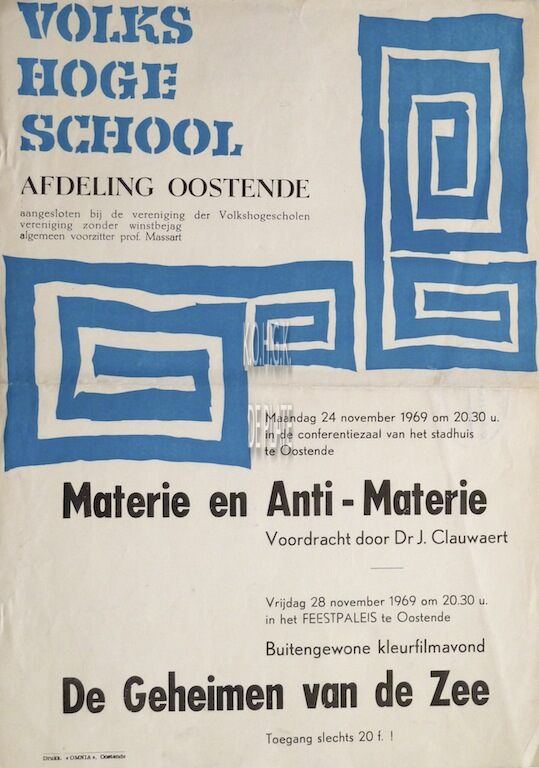 VOLKS
HOGE
SCHOOL
AFDELING OOSTENDE
aangesloten bij de vereniging der Volkshogescholen
vereniging zonder winstbejag
algemeen voorzitter prof. Massart
K.O.H.G.K.
DE PLATE
Maandag 24 november 1969 om 20.30 u.
in de conferentiezaal van het stadhuis
te Oostende
Materie en Anti - Materie
Voordracht door Dr J. Clauwaert
Vrijdag 28 november 1969 om 20.30 u.
in het FEESTPALEIS te Oostende
Buitengewone kleurfilmavond
De Geheimen van de Zee
Toegang slechts 20 f. !
Drukk. « OMNIA », Oostende